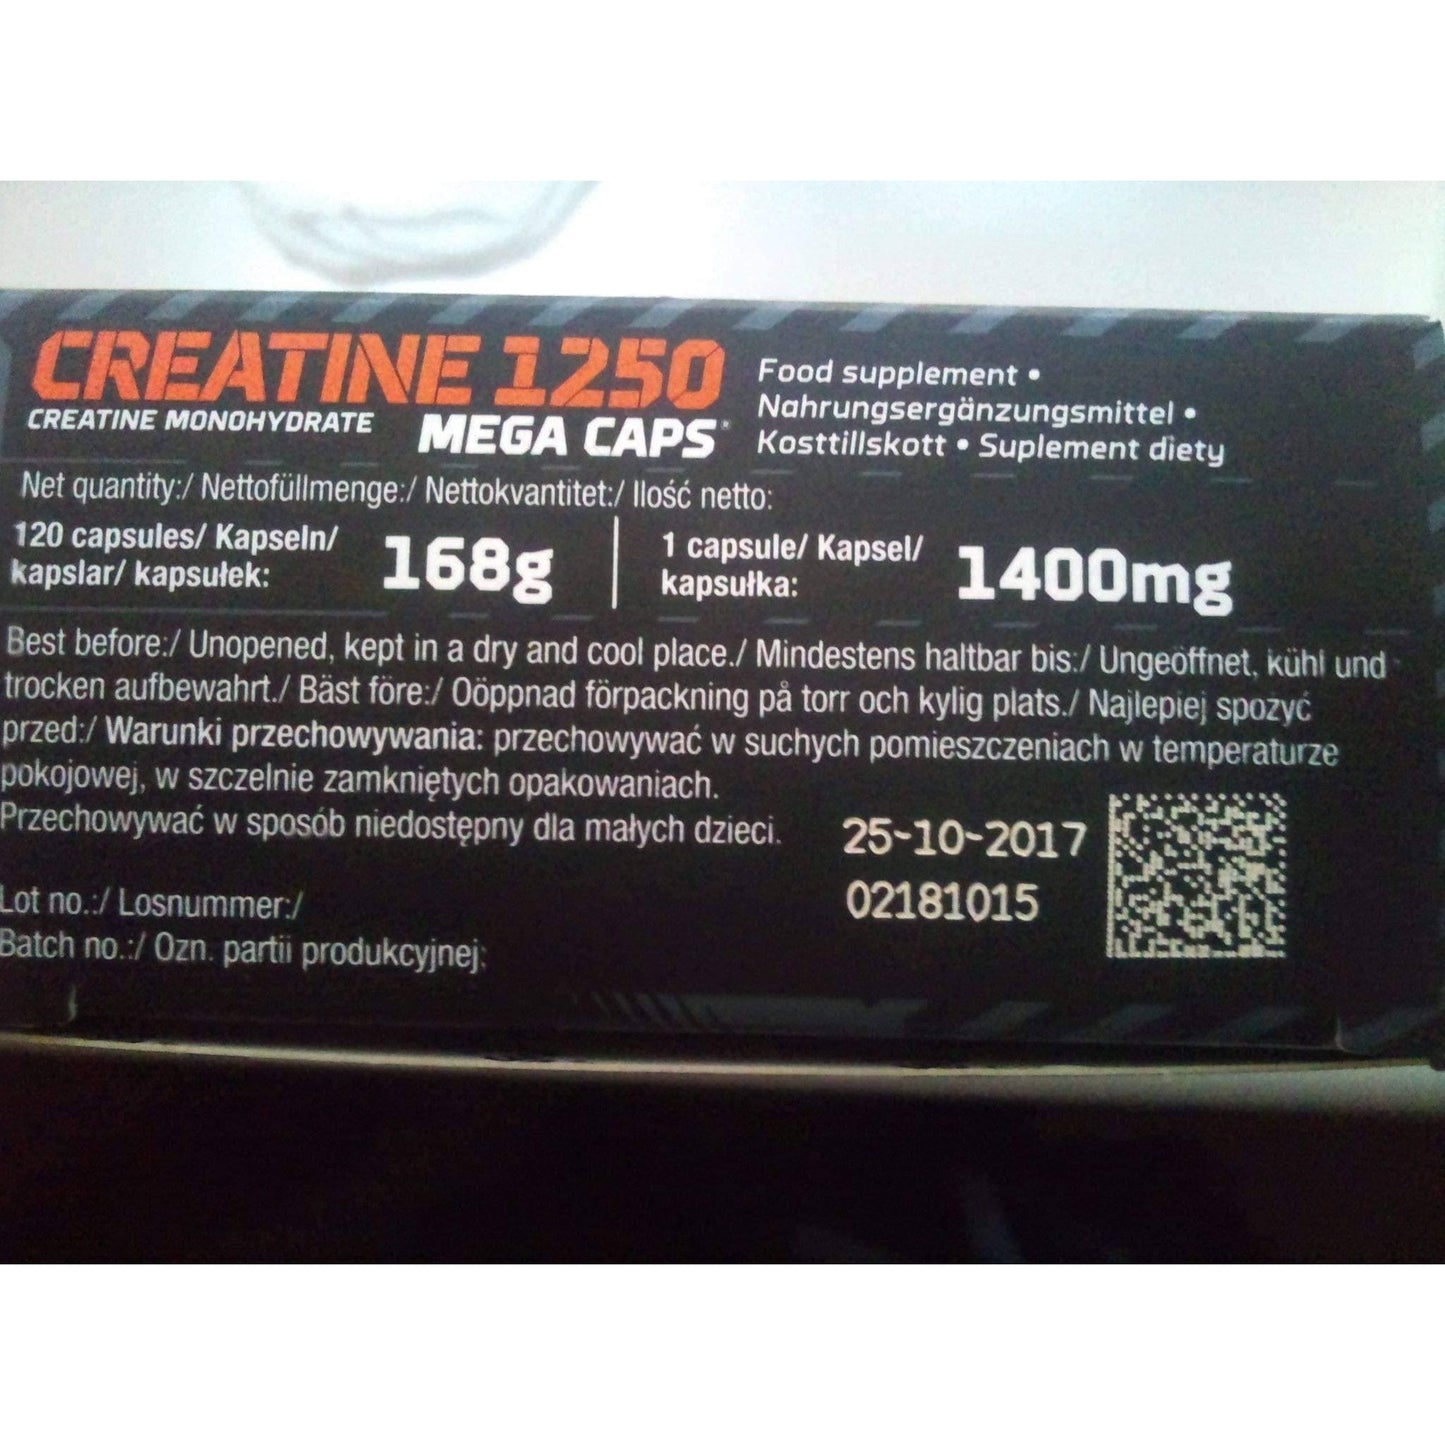 CREATINE 1250
CREATINE MONOHYDRATE MEGA CAPS®
Food supplement •
Nahrungsergänzungsmittel •
Kosttillskott • Suplement diety
Net quantity:/ Nettofüllmenge:/ Nettokvantitet:/ Ilość netto:
120 capsules/ Kapseln/
kapslar/ kapsułek:
168g
1 capsule/ Kapsel/
kapsułka:
1400mg
Best before:/ Unopened, kept in a dry and cool place./ Mindestens haltbar bis:/ Ungeöffnet, kühl und
trocken aufbewahrt./ Bäst före:/ Oöppnad förpackning på torr och kylig plats./ Najlepiej spożyć
przed:/ Warunki przechowywania: przechowywać w suchych pomieszczeniach w temperaturze
pokojowej, w szczelnie zamkniętych opakowaniach.
Przechowywać w sposób niedostępny dla małych dzieci.
25-10-2017
02181015
Lot no.:/ Losnummer:/
Batch no.:/ Ozn. partii produkcyjnej: